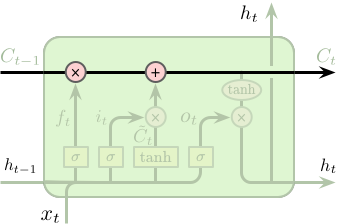 h_t
C_{t-1} × + C_t
tanh
f_t i_t × o_t ×
C̃_t
σ σ tanh σ
h_{t-1} h_t
x_t